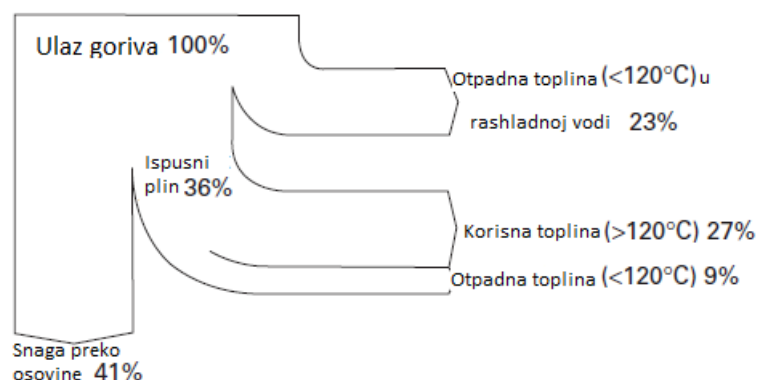 Ulaz goriva 100%
Otpadna toplina (<120°C) u
rashladnoj vodi 23%
Ispusni
plin 36%
Korisna toplina (>120°C) 27%
Otpadna toplina (<120°C) 9%
Snaga preko
osovine 41%